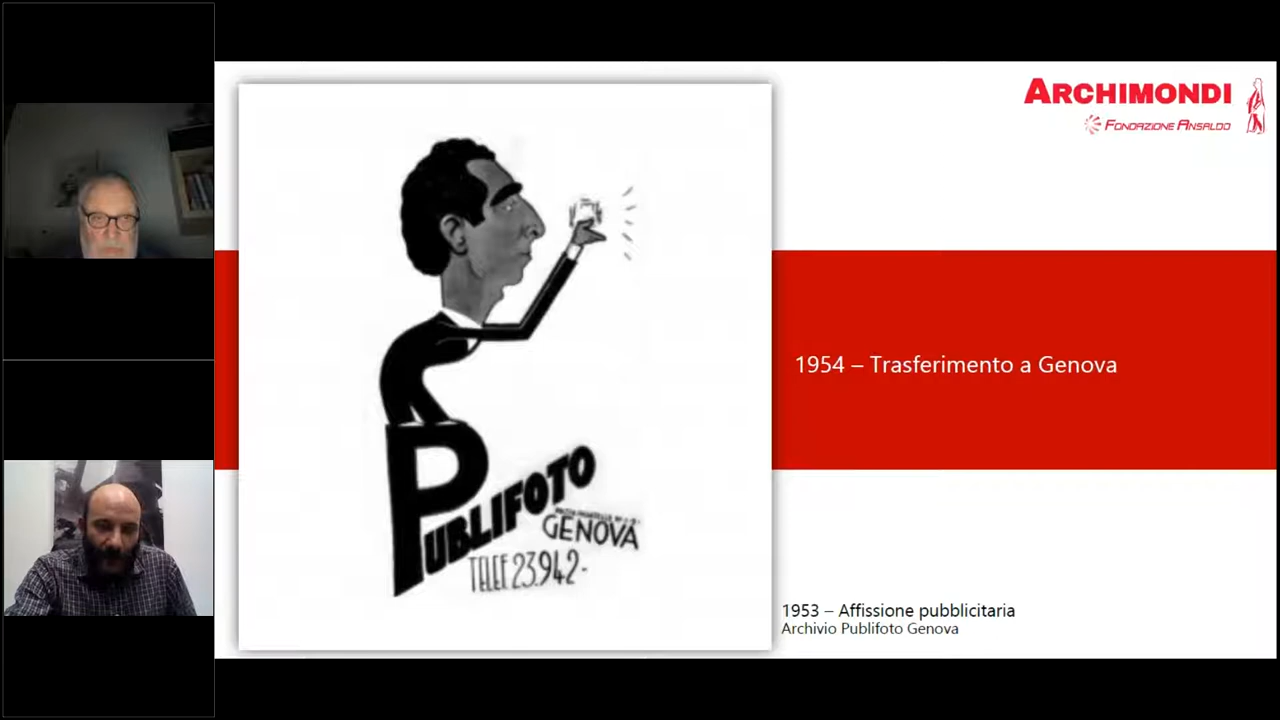 ARCHIMONDI
FONDAZIONE ANSALDO
1954 – Trasferimento a Genova
PUBLIFOTO
GENOVA
TELEF 23.942-
1953 – Affissione pubblicitaria
Archivio Publifoto Genova